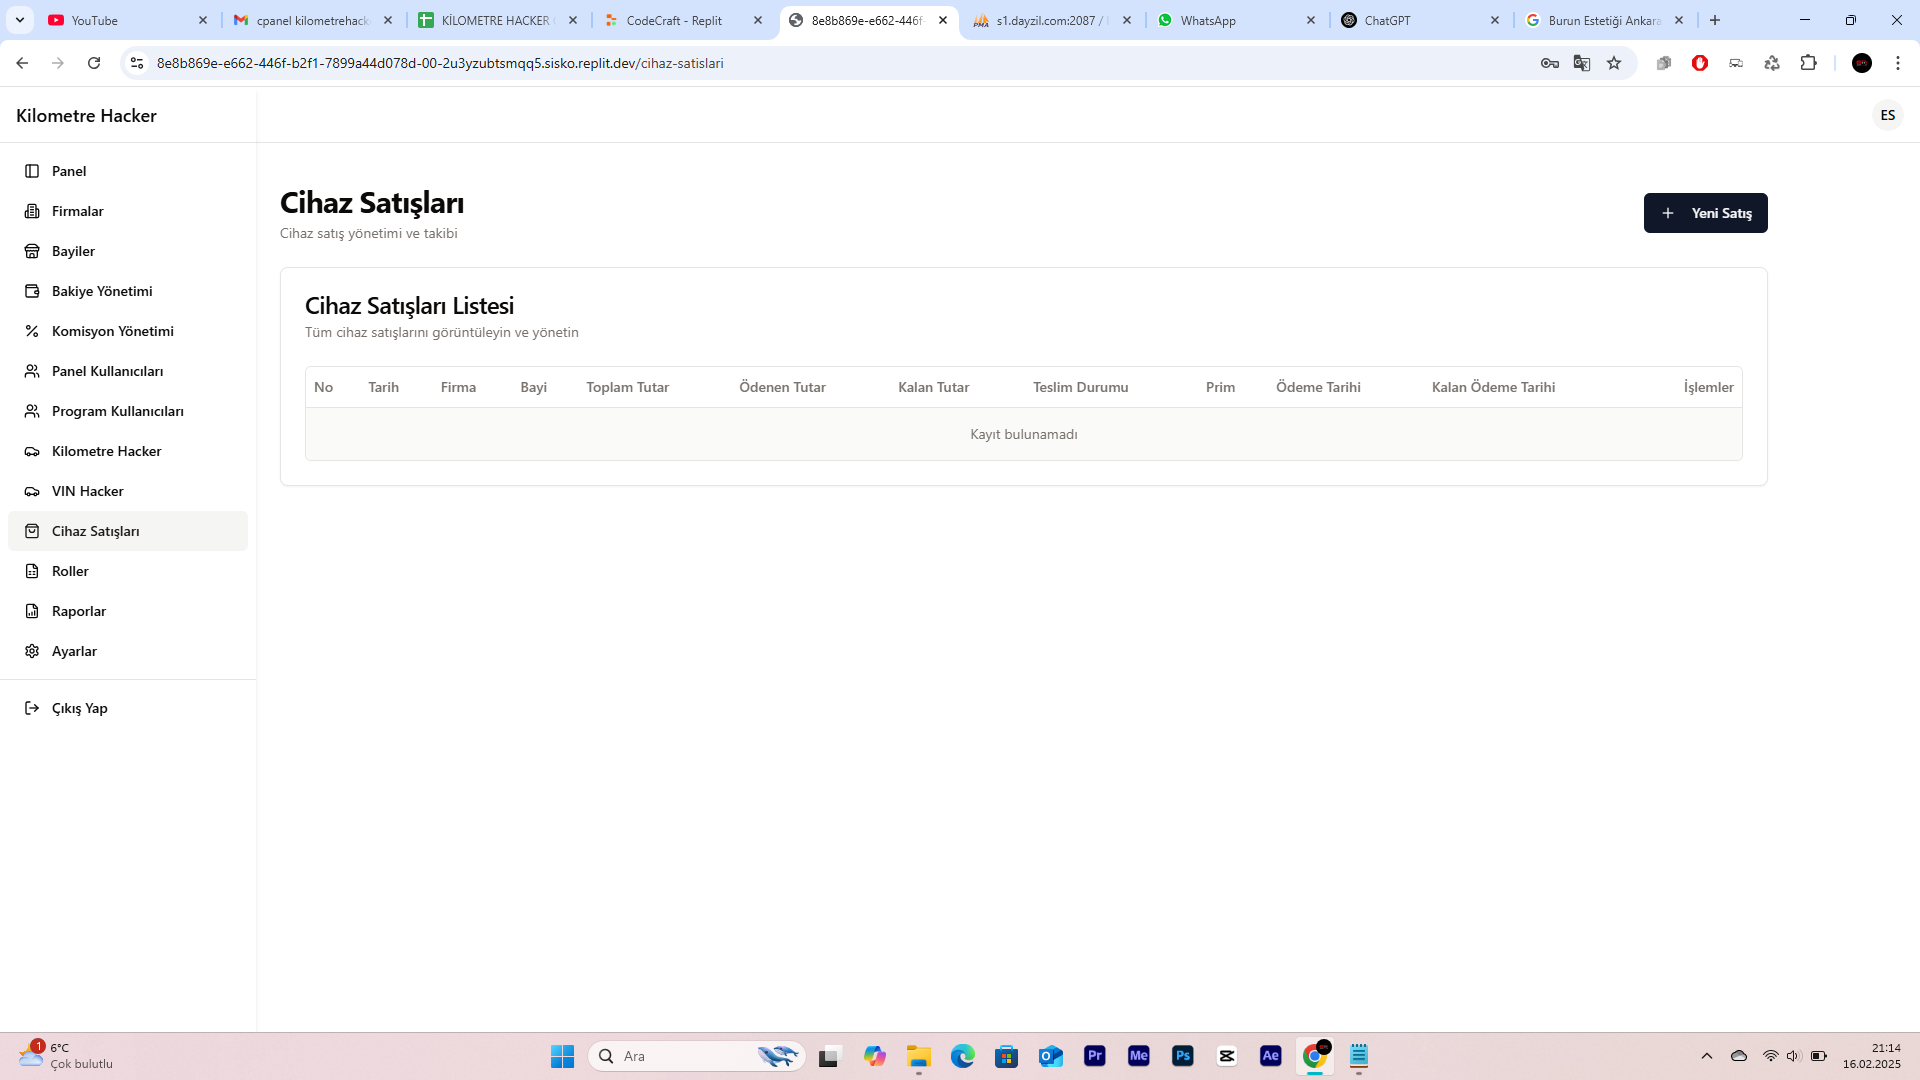 YouTube
cpanel kilometrehack
KİLOMETRE HACKER
CodeCraft - Replit
8e8b869e-e662-446f-
s1.dayzil.com:2087 /
WhatsApp
ChatGPT
Burun Estetiği Ankara
8e8b869e-e662-446f-b2f1-7899a44d078d-00-2u3yzubtsmqq5.sisko.replit.dev/cihaz-satislari
Kilometre Hacker
ES
Panel
Firmalar
Bayiler
Bakiye Yönetimi
Komisyon Yönetimi
Panel Kullanıcıları
Program Kullanıcıları
Kilometre Hacker
VIN Hacker
Cihaz Satışları
Roller
Raporlar
Ayarlar
Çıkış Yap
Cihaz Satışları
Cihaz satış yönetimi ve takibi
Yeni Satış
Cihaz Satışları Listesi
Tüm cihaz satışlarını görüntüleyin ve yönetin
No Tarih Firma Bayi Toplam Tutar Ödenen Tutar Kalan Tutar Teslim Durumu Prim Ödeme Tarihi Kalan Ödeme Tarihi İşlemler
Kayıt bulunamadı
1
6°C
Çok bulutlu
Ara
Pr
Me
Ps
Ae
21:14
16.02.2025